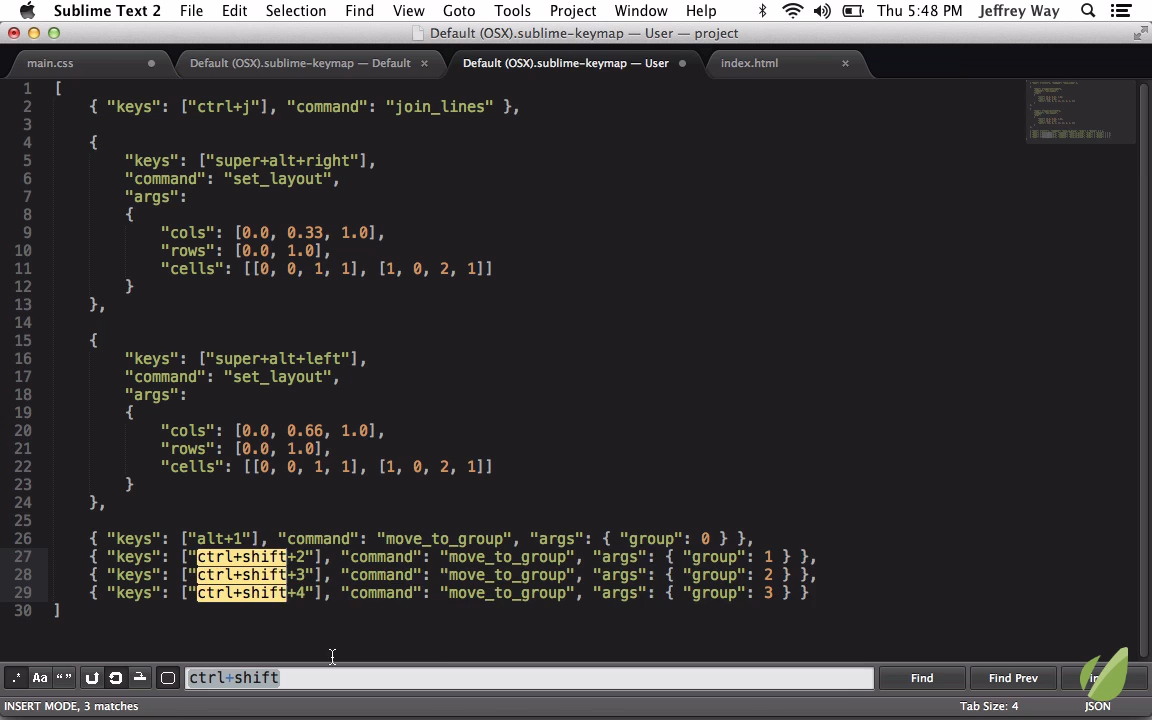 Sublime Text 2 File Edit Selection Find View Goto Tools Project Window Help Thu 5:48 PM Jeffrey Way
Default (OSX).sublime-keymap — User — project
main.css Default (OSX).sublime-keymap — Default Default (OSX).sublime-keymap — User index.html
1 [
2 { "keys": ["ctrl+j"], "command": "join_lines" },
3
4 {
5 "keys": ["super+alt+right"],
6 "command": "set_layout",
7 "args":
8 {
9 "cols": [0.0, 0.33, 1.0],
10 "rows": [0.0, 1.0],
11 "cells": [[0, 0, 1, 1], [1, 0, 2, 1]]
12 }
13 },
14
15 {
16 "keys": ["super+alt+left"],
17 "command": "set_layout",
18 "args":
19 {
20 "cols": [0.0, 0.66, 1.0],
21 "rows": [0.0, 1.0],
22 "cells": [[0, 0, 1, 1], [1, 0, 2, 1]]
23 }
24 },
25
26 { "keys": ["alt+1"], "command": "move_to_group", "args": { "group": 0 } },
27 { "keys": ["ctrl+shift+2"], "command": "move_to_group", "args": { "group": 1 } },
28 { "keys": ["ctrl+shift+3"], "command": "move_to_group", "args": { "group": 2 } },
29 { "keys": ["ctrl+shift+4"], "command": "move_to_group", "args": { "group": 3 } }
30 ]
.* Aa “” ctrl+shift Find Find Prev
INSERT MODE, 3 matches Tab Size: 4 JSON